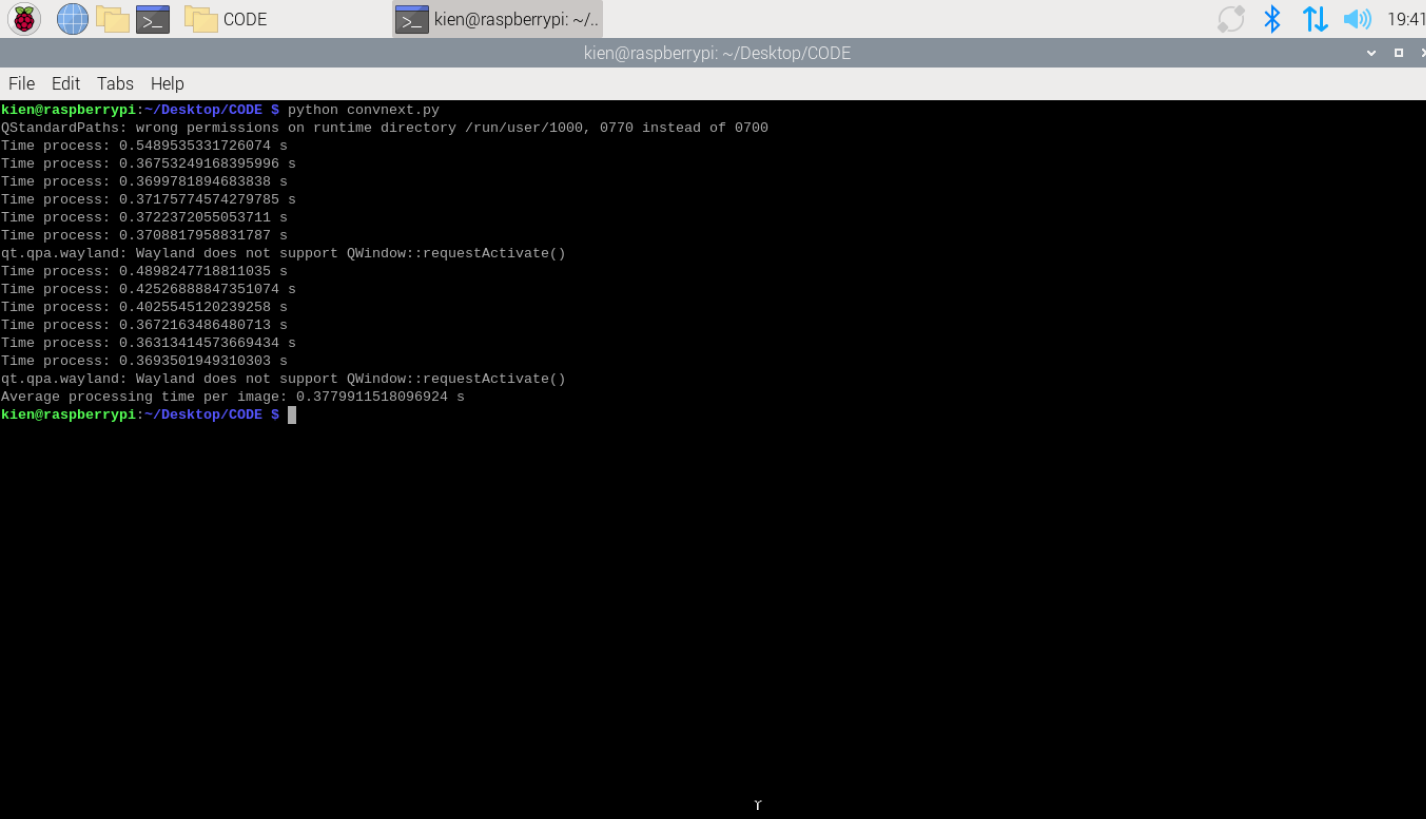 CODE
kien@raspberrypi: ~/..
19:41
kien@raspberrypi: ~/Desktop/CODE
File Edit Tabs Help
kien@raspberrypi:~/Desktop/CODE $ python convnext.py
QStandardPaths: wrong permissions on runtime directory /run/user/1000, 0770 instead of 0700
Time process: 0.5489535331726074 s
Time process: 0.36753249168395996 s
Time process: 0.3699781894683838 s
Time process: 0.37175774574279785 s
Time process: 0.3722372055053711 s
Time process: 0.3708817958831787 s
qt.qpa.wayland: Wayland does not support QWindow::requestActivate()
Time process: 0.4898247718811035 s
Time process: 0.42526888847351074 s
Time process: 0.4025545120239258 s
Time process: 0.3672163486480713 s
Time process: 0.36313414573669434 s
Time process: 0.3693501949310303 s
qt.qpa.wayland: Wayland does not support QWindow::requestActivate()
Average processing time per image: 0.3779911518096924 s
kien@raspberrypi:~/Desktop/CODE $